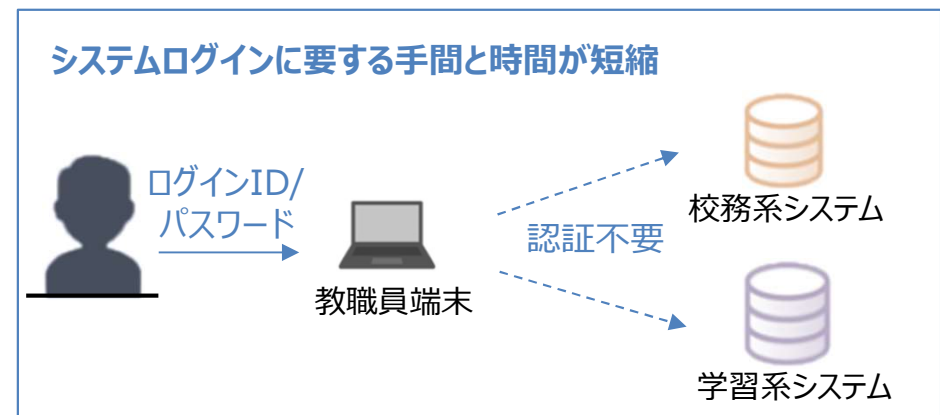 システムログインに要する手間と時間が短縮
ログインID/
パスワード
教職員端末
認証不要
校務系システム
学習系システム